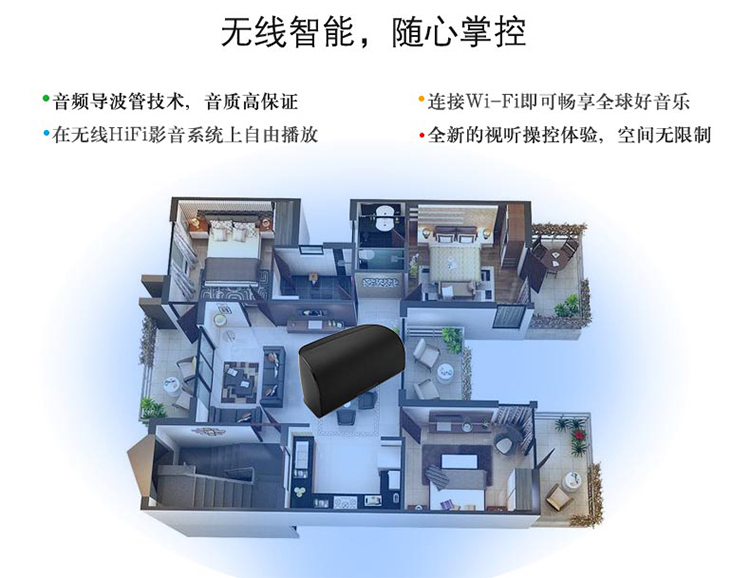 无线智能，随心掌控
音频导波管技术，音质高保证
连接Wi-Fi即可畅享全球好音乐
在无线HiFi影音系统上自由播放
全新的视听操控体验，空间无限制